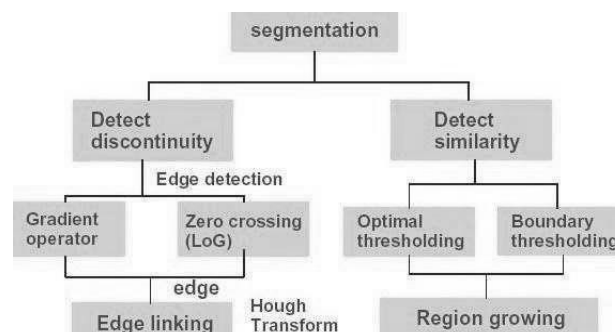 segmentation
Detect
discontinuity
Detect
similarity
Edge detection
Gradient
operator
Zero crossing
(LoG)
Optimal
thresholding
Boundary
thresholding
edge
Edge linking
Hough
Transform
Region growing